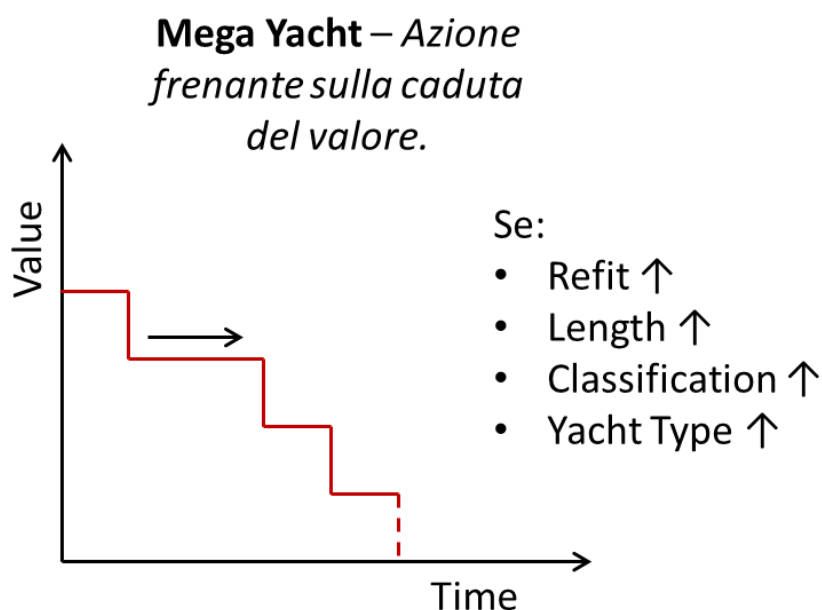 Mega Yacht – Azione
frenante sulla caduta
del valore.
Value
Se:
• Refit ↑
• Length ↑
• Classification ↑
• Yacht Type ↑
Time